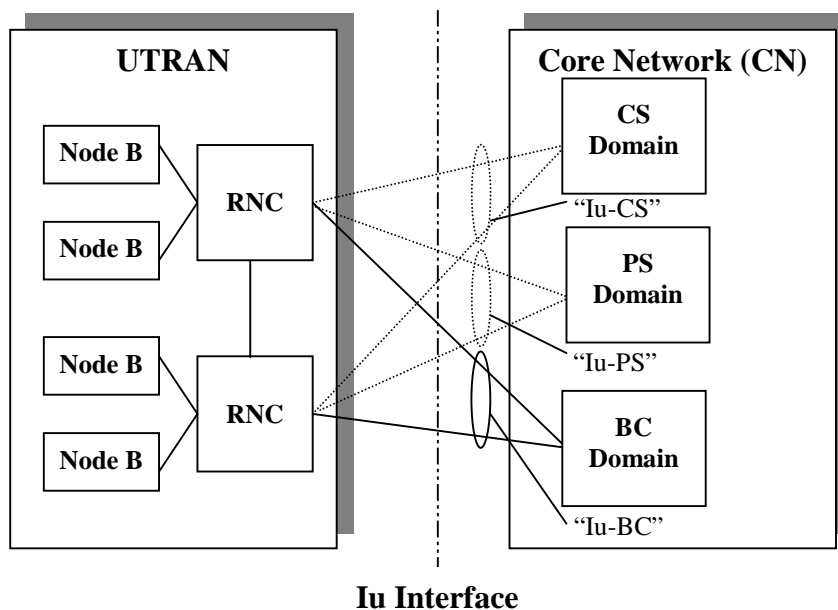 UTRAN
Node B
Node B
RNC
Node B
Node B
RNC
Core Network (CN)
CS
Domain
“Iu-CS”
PS
Domain
“Iu-PS”
BC
Domain
“Iu-BC”
Iu Interface